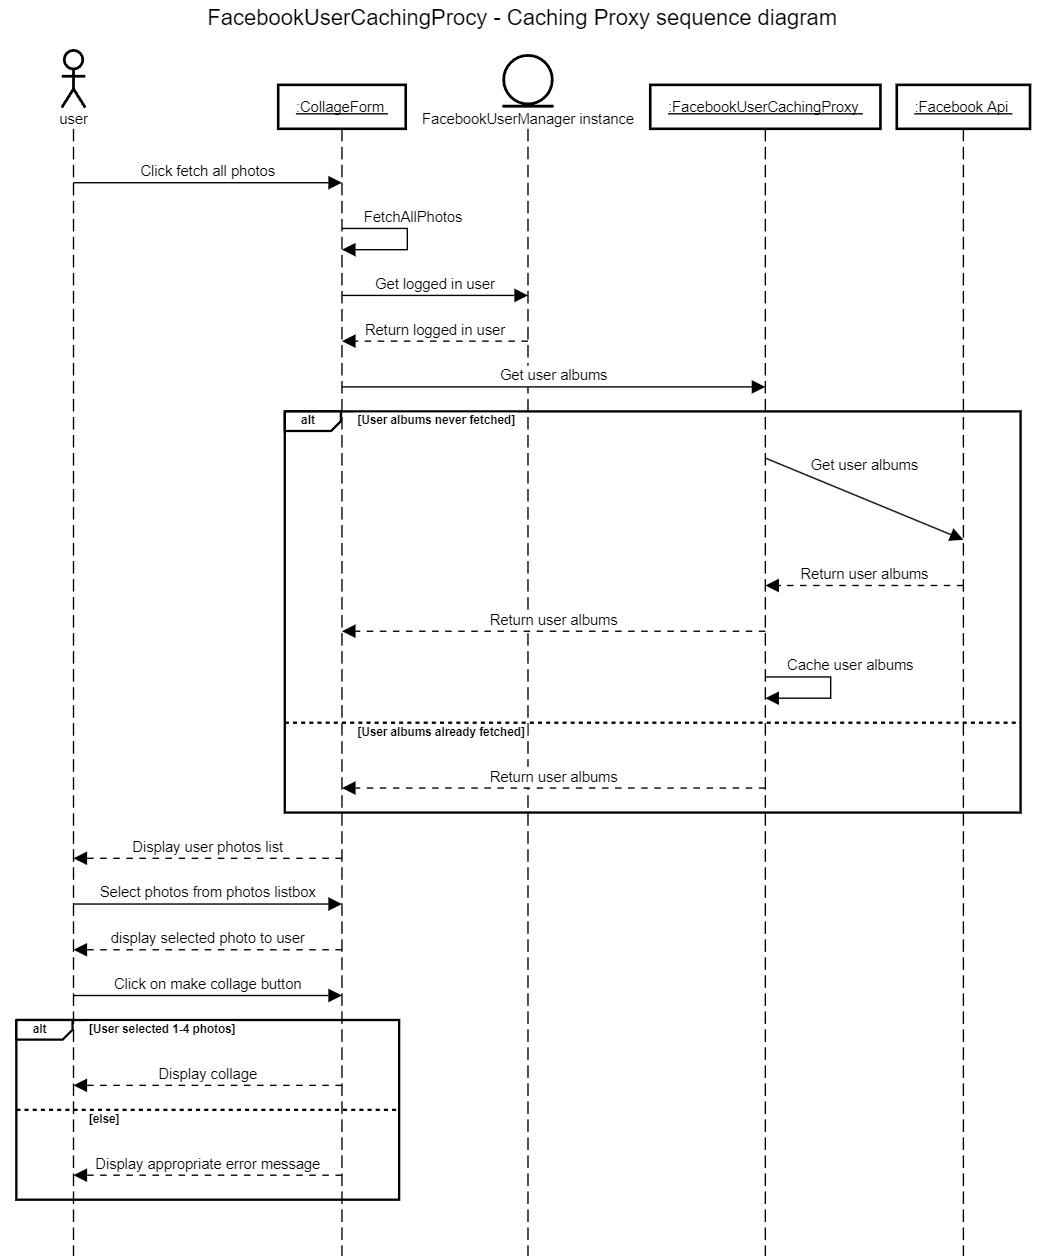 FacebookUserCachingProcy - Caching Proxy sequence diagram
user
:CollageForm
FacebookUserManager instance
:FacebookUserCachingProxy
:Facebook Api
Click fetch all photos
FetchAllPhotos
Get logged in user
Return logged in user
Get user albums
alt
[User albums never fetched]
Get user albums
Return user albums
Return user albums
Cache user albums
[User albums already fetched]
Return user albums
Display user photos list
Select photos from photos listbox
display selected photo to user
Click on make collage button
alt
[User selected 1-4 photos]
Display collage
[else]
Display appropriate error message